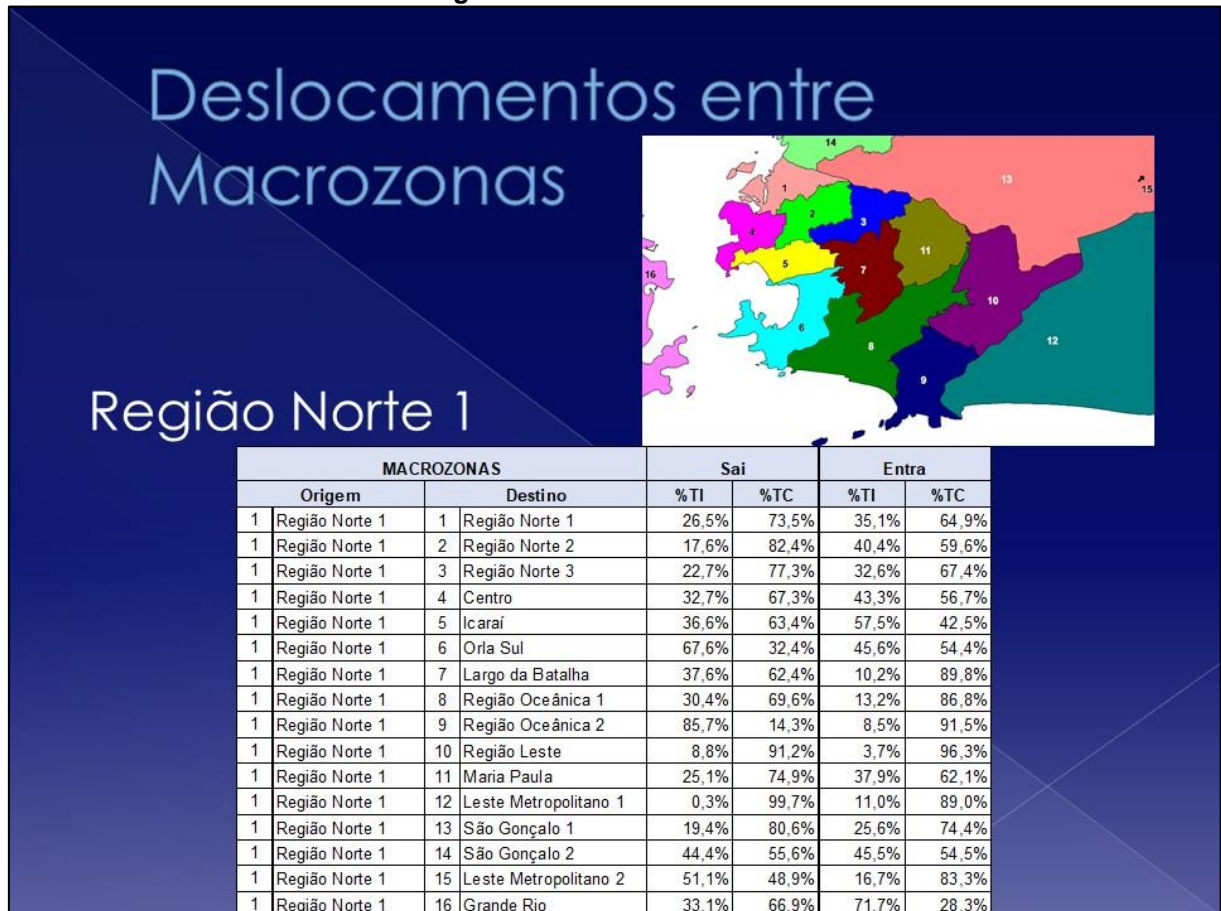 Deslocamentos entre
Macrozonas
14
13
15
1
2
3
4
5
11
7
16
10
6
8
12
9
Região Norte 1
MACROZONAS Sai Entra
Origem Destino %TI %TC %TI %TC
1 Região Norte 1 1 Região Norte 1 26,5% 73,5% 35,1% 64,9%
1 Região Norte 1 2 Região Norte 2 17,6% 82,4% 40,4% 59,6%
1 Região Norte 1 3 Região Norte 3 22,7% 77,3% 32,6% 67,4%
1 Região Norte 1 4 Centro 32,7% 67,3% 43,3% 56,7%
1 Região Norte 1 5 Icaraí 36,6% 63,4% 57,5% 42,5%
1 Região Norte 1 6 Orla Sul 67,6% 32,4% 45,6% 54,4%
1 Região Norte 1 7 Largo da Batalha 37,6% 62,4% 10,2% 89,8%
1 Região Norte 1 8 Região Oceânica 1 30,4% 69,6% 13,2% 86,8%
1 Região Norte 1 9 Região Oceânica 2 85,7% 14,3% 8,5% 91,5%
1 Região Norte 1 10 Região Leste 8,8% 91,2% 3,7% 96,3%
1 Região Norte 1 11 Maria Paula 25,1% 74,9% 37,9% 62,1%
1 Região Norte 1 12 Leste Metropolitano 1 0,3% 99,7% 11,0% 89,0%
1 Região Norte 1 13 São Gonçalo 1 19,4% 80,6% 25,6% 74,4%
1 Região Norte 1 14 São Gonçalo 2 44,4% 55,6% 45,5% 54,5%
1 Região Norte 1 15 Leste Metropolitano 2 51,1% 48,9% 16,7% 83,3%
1 Região Norte 1 16 Grande Rio 33,1% 66,9% 71,7% 28,3%